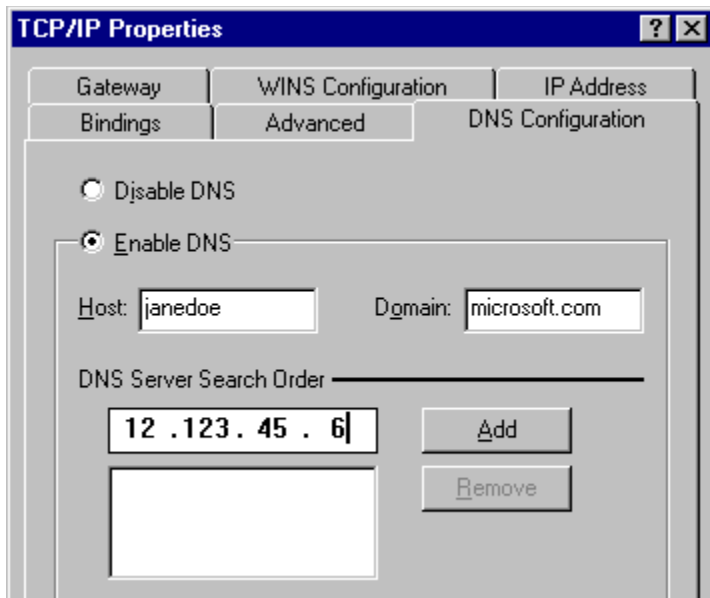 TCP/IP Properties ?
Gateway WINS Configuration IP Address
Bindings Advanced DNS Configuration
Disable DNS
Enable DNS
Host: janedoe Domain: microsoft.com
DNS Server Search Order
12 .123. 45 . 6 Add
Remove